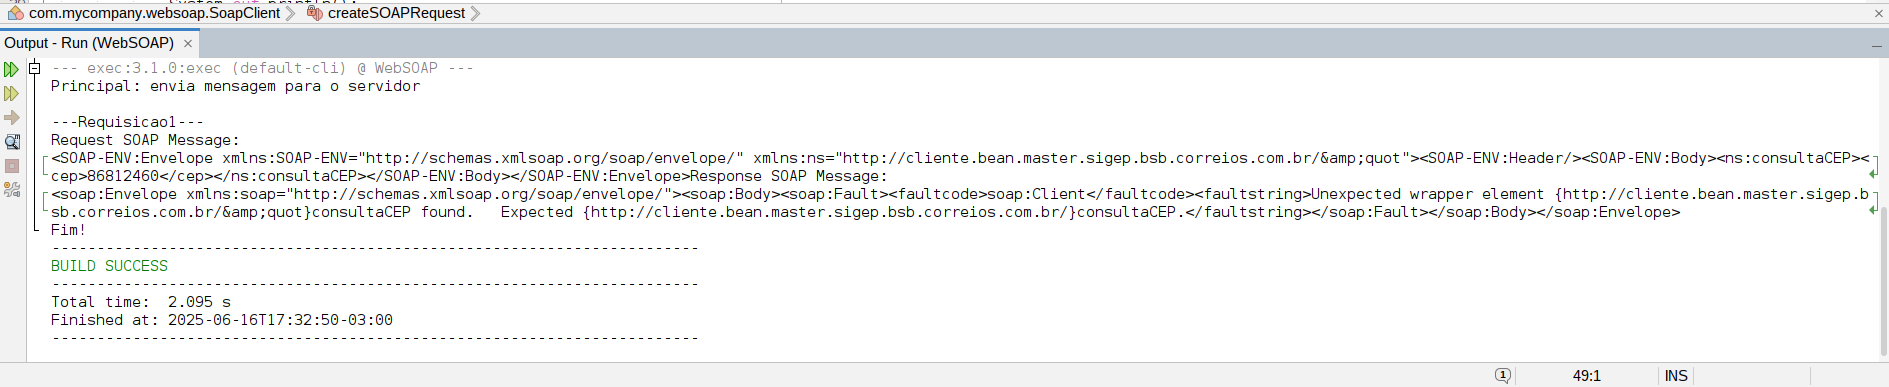 com.mycompany.websoap.SoapClient createSOAPRequest
Output - Run (WebSOAP)
--- exec:3.1.0:exec (default-cli) @ WebSOAP ---
Principal: envia mensagem para o servidor
---Requisicao1---
Request SOAP Message:
<SOAP-ENV:Envelope xmlns:SOAP-ENV="http://schemas.xmlsoap.org/soap/envelope/" xmlns:ns="http://cliente.bean.master.sigep.bsb.correios.com.br/&amp;quot"><SOAP-ENV:Header/><SOAP-ENV:Body><ns:consultaCEP><
cep>86812460</cep></ns:consultaCEP></SOAP-ENV:Body></SOAP-ENV:Envelope>Response SOAP Message:
<soap:Envelope xmlns:soap="http://schemas.xmlsoap.org/soap/envelope/"><soap:Body><soap:Fault><faultcode>soap:Client</faultcode><faultstring>Unexpected wrapper element {http://cliente.bean.master.sigep.b
sb.correios.com.br/&amp;quot}consultaCEP found.   Expected {http://cliente.bean.master.sigep.bsb.correios.com.br/}consultaCEP.</faultstring></soap:Fault></soap:Body></soap:Envelope>
Fim!
------------------------------------------------------------------------
BUILD SUCCESS
------------------------------------------------------------------------
Total time:  2.095 s
Finished at: 2025-06-16T17:32:50-03:00
------------------------------------------------------------------------
1 49:1 INS